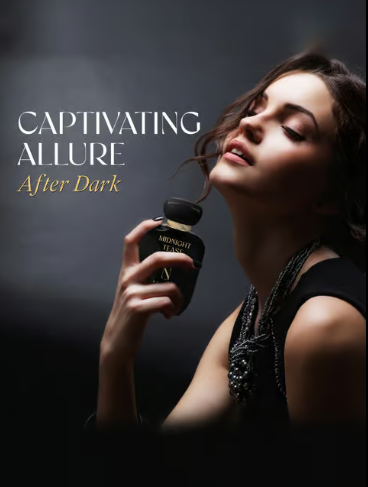 CAPTIVATING
ALLURE
After Dark
MIDNIGHT
TEASE
N